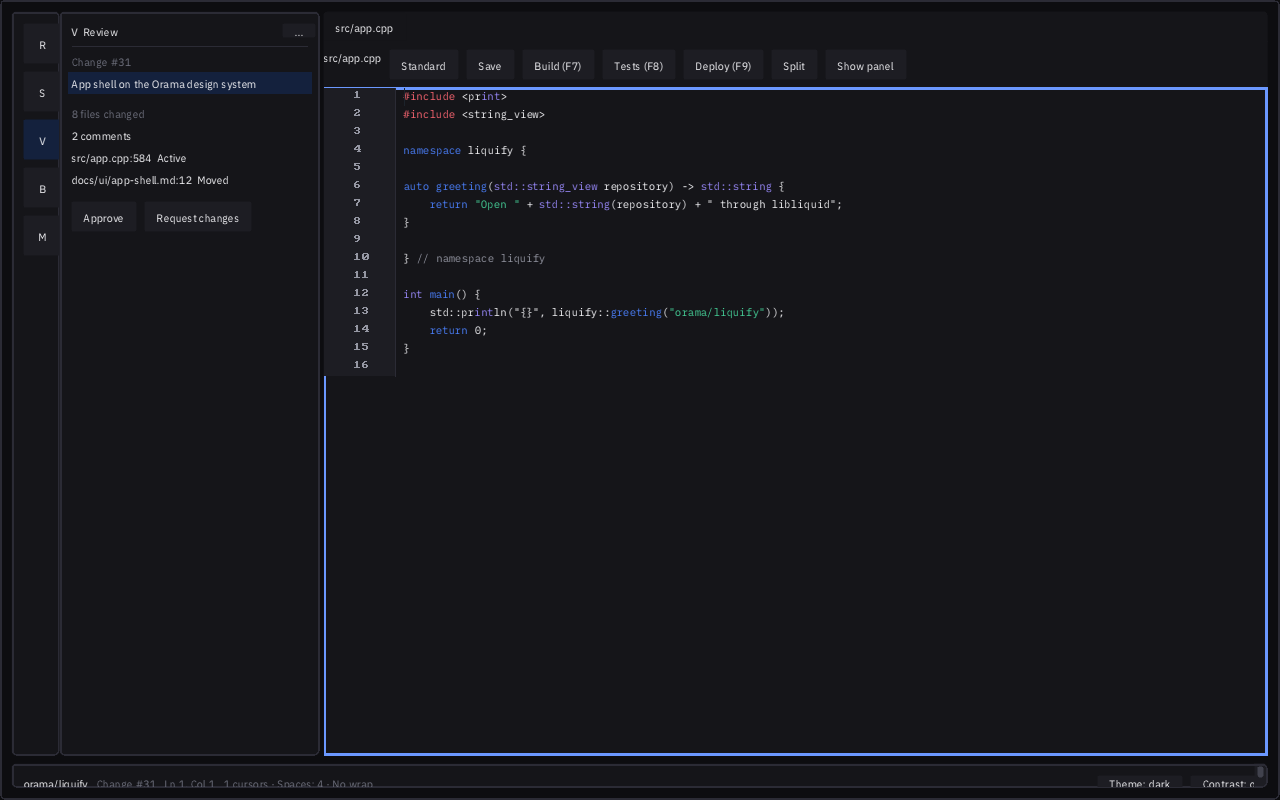 R
S
V
B
M
V Review
...
Change #31
App shell on the Orama design system
8 files changed
2 comments
src/app.cpp:584 Active
docs/ui/app-shell.md:12 Moved
Approve
Request changes
src/app.cpp
src/app.cpp
Standard
Save
Build (F7)
Tests (F8)
Deploy (F9)
Split
Show panel
1 #include <print>
2 #include <string_view>
3
4 namespace liquify {
5
6 auto greeting(std::string_view repository) -> std::string {
7     return "Open " + std::string(repository) + " through libliquid";
8 }
9
10 } // namespace liquify
11
12 int main() {
13     std::println("{}", liquify::greeting("orama/liquify"));
14     return 0;
15 }
16
orama/liquify Change #31 Ln 1, Col 1 1 cursors · Spaces: 4 · No wrap
Theme: dark
Contrast: